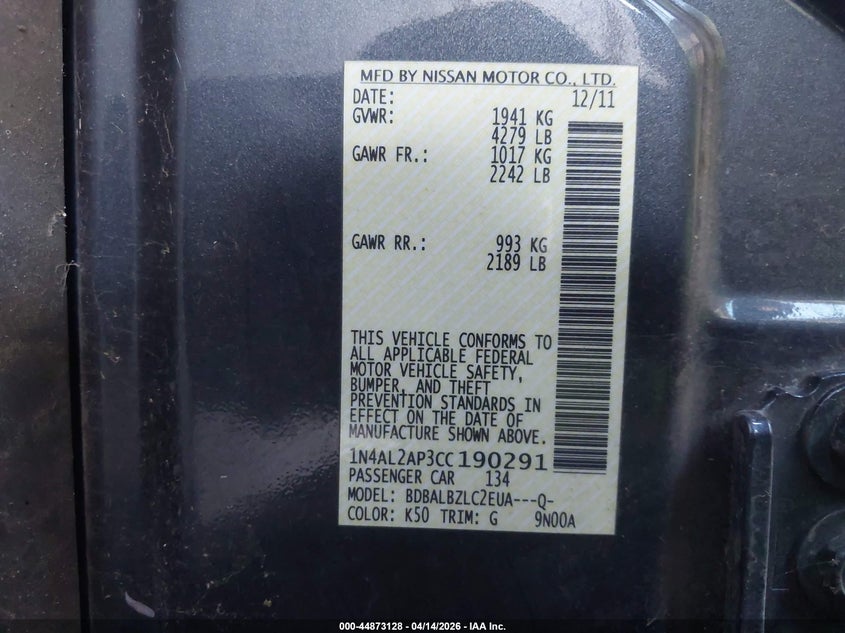 MFD BY NISSAN MOTOR CO., LTD.
DATE: 12/11
GVWR: 1941 KG
4279 LB
GAWR FR.: 1017 KG
2242 LB
GAWR RR.: 993 KG
2189 LB
THIS VEHICLE CONFORMS TO
ALL APPLICABLE FEDERAL
MOTOR VEHICLE SAFETY,
BUMPER, AND THEFT
PREVENTION STANDARDS IN
EFFECT ON THE DATE OF
MANUFACTURE SHOWN ABOVE.
1N4AL2AP3CC190291
PASSENGER CAR 134
MODEL: BDBALBZLC2EUA---Q-
COLOR: K50 TRIM: G 9N00A
000-44873128 - 04/14/2026 - IAA Inc.